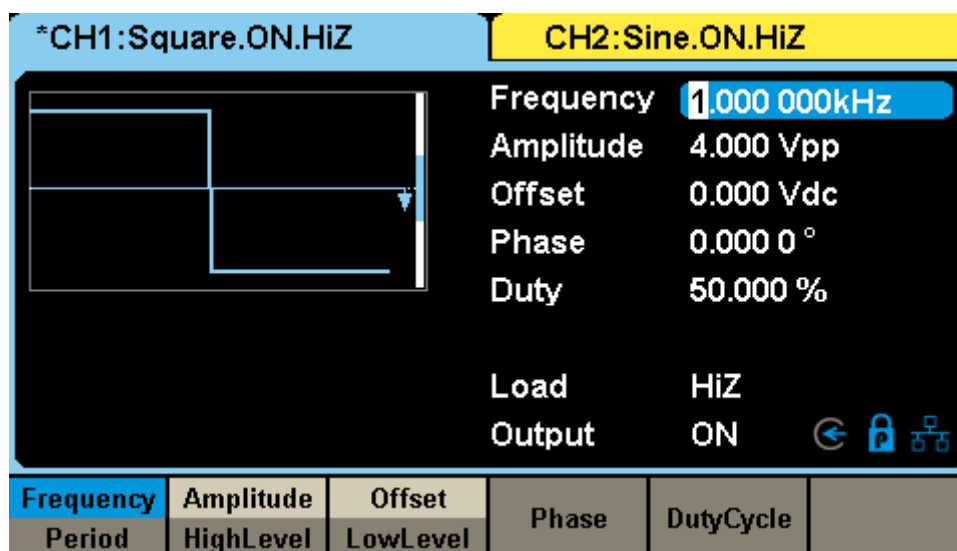 *CH1:Square.ON.HiZ
CH2:Sine.ON.HiZ
Frequency 1.000 000kHz
Amplitude 4.000 Vpp
Offset 0.000 Vdc
Phase 0.000 0 °
Duty 50.000 %
Load HiZ
Output ON
Frequency Amplitude Offset Phase DutyCycle
Period HighLevel LowLevel